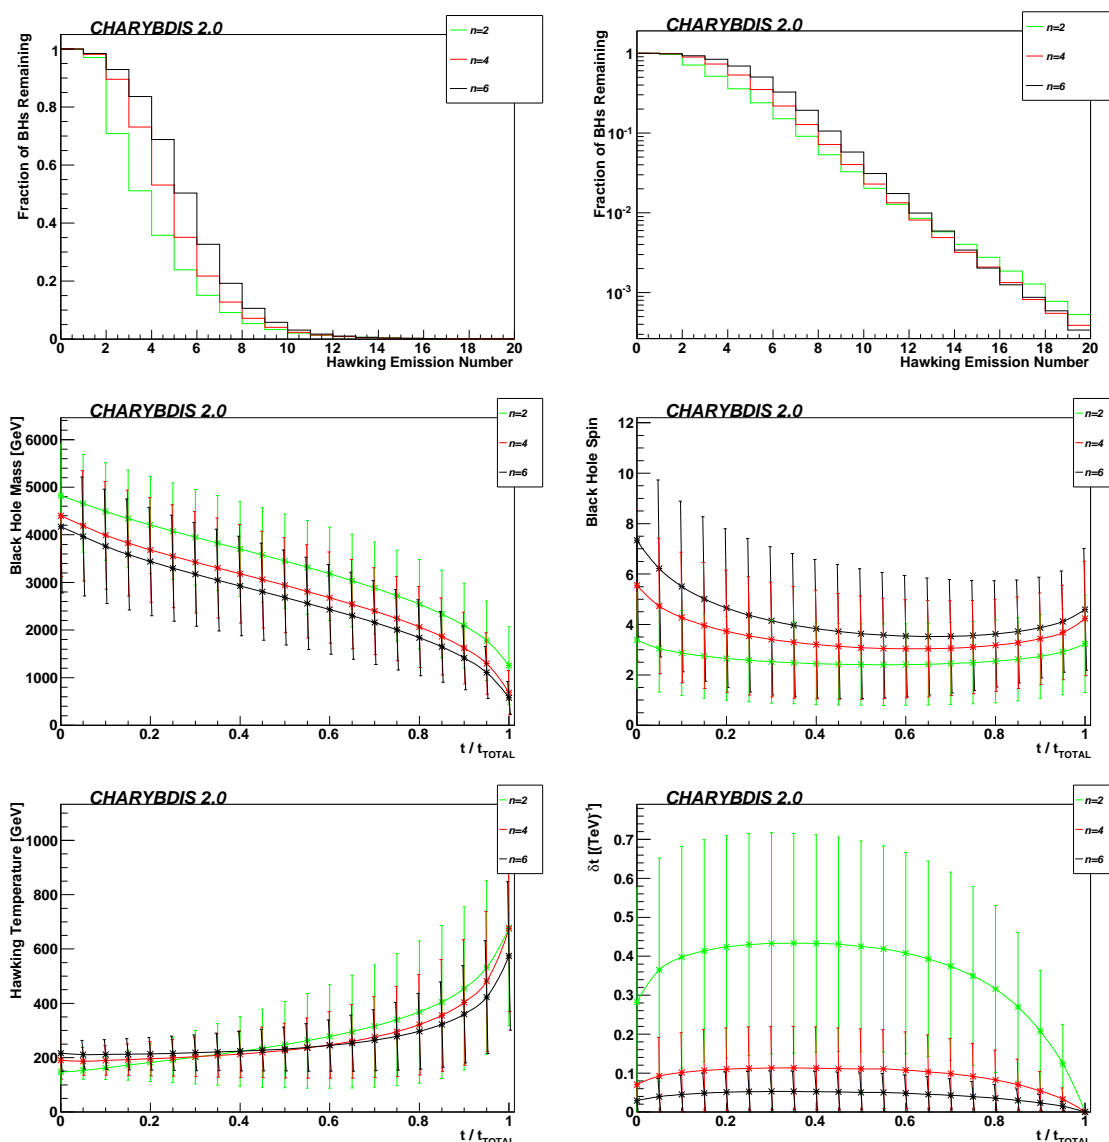 CHARYBDIS 2.0
n=2
n=4
n=6
Fraction of BHs Remaining
1
0.8
0.6
0.4
0.2
0
0 2 4 6 8 10 12 14 16 18 20
Hawking Emission Number
CHARYBDIS 2.0
n=2
n=4
n=6
Fraction of BHs Remaining
1
10-1
10-2
10-3
0 2 4 6 8 10 12 14 16 18 20
Hawking Emission Number
CHARYBDIS 2.0
n=2
n=4
n=6
Black Hole Mass [GeV]
6000
5000
4000
3000
2000
1000
0
0 0.2 0.4 0.6 0.8 1
t / tTOTAL
CHARYBDIS 2.0
n=2
n=4
n=6
Black Hole Spin
12
10
8
6
4
2
0
0 0.2 0.4 0.6 0.8 1
t / tTOTAL
CHARYBDIS 2.0
n=2
n=4
n=6
Hawking Temperature [GeV]
1000
800
600
400
200
0
0 0.2 0.4 0.6 0.8 1
t / tTOTAL
CHARYBDIS 2.0
n=2
n=4
n=6
δt [(TeV)-1]
0.7
0.6
0.5
0.4
0.3
0.2
0.1
0
0 0.2 0.4 0.6 0.8 1
t / tTOTAL